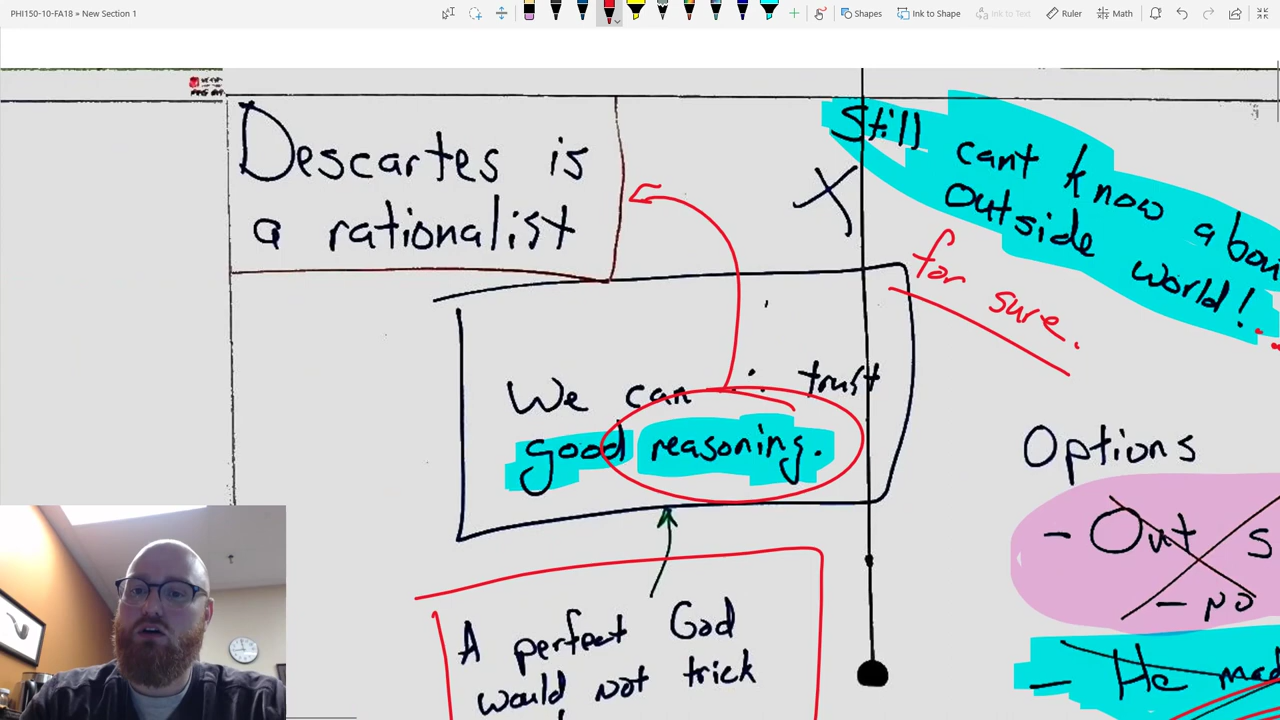 PHI150-10-FA18 » New Section 1
Shapes
Ink to Shape
Ink to Text
Ruler
Math
Descartes is
a rationalist
X
Still
cant know
outside
world!
for sure.
We can trust
good reasoning.
Options
- Out
- no
- He
A perfect God
would not trick